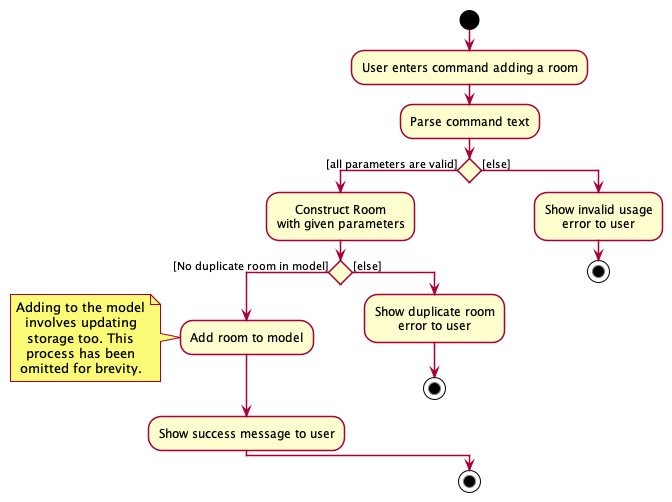 User enters command adding a room
Parse command text
[all parameters are valid]
[else]
Construct Room
with given parameters
Show invalid usage
error to user
[No duplicate room in model]
[else]
Adding to the model
involves updating
storage too. This
process has been
omitted for brevity.
Add room to model
Show duplicate room
error to user
Show success message to user